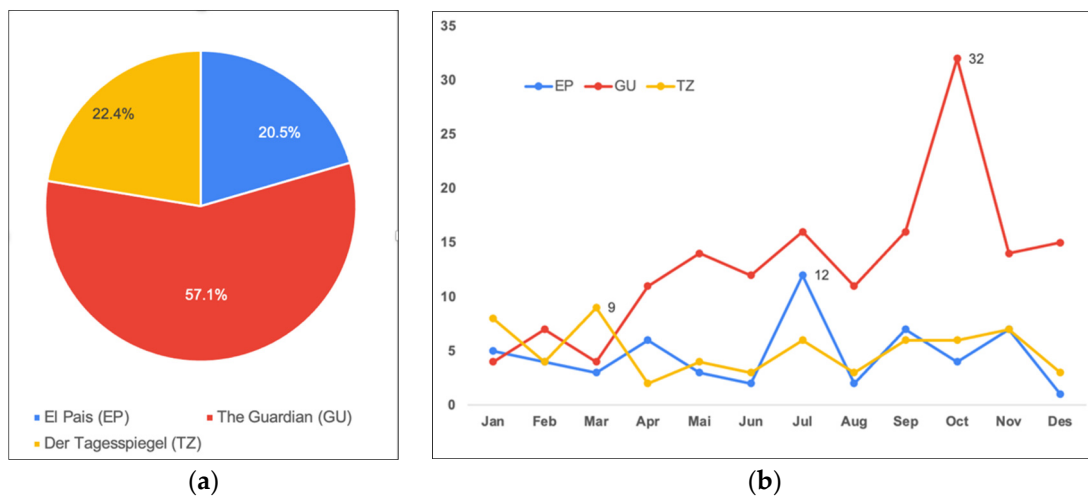 22.4%
20.5%
57.1%
El Pais (EP) The Guardian (GU)
Der Tagesspiegel (TZ)
(a)
35
30
25
20
15
10
5
0
EP GU TZ
32
12
9
Jan Feb Mar Apr Mai Jun Jul Aug Sep Oct Nov Des
(b)